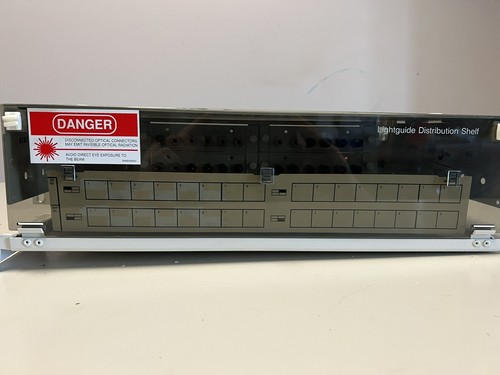 DANGER
DISCONNECTED OPTICAL CONNECTORS
MAY EMIT INVISIBLE OPTICAL RADIATION
AVOID DIRECT EYE EXPOSURE TO
THE BEAM
Lightguide Distribution Shelf